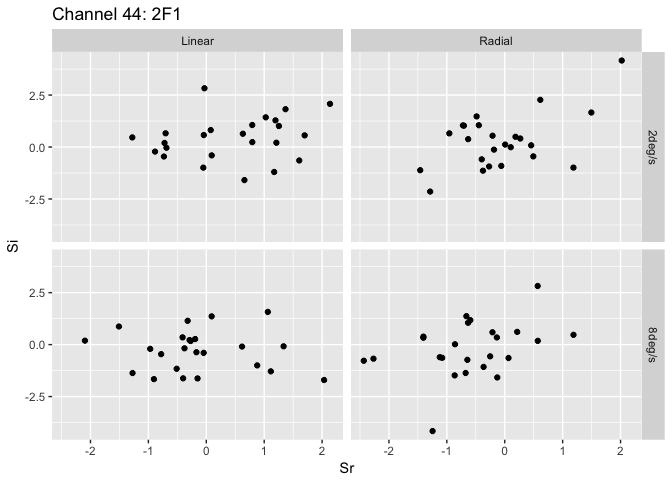 Channel 44: 2F1
Linear
Radial
2.5
0.0
-2.5
2deg/s
Si
2.5
0.0
-2.5
8deg/s
-2 -1 0 1 2
-2 -1 0 1 2
Sr